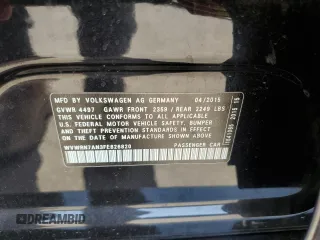 MFD BY VOLKSWAGEN AG GERMANY 04/2015
GVWR 4497 GAWR FRONT 2359 / REAR 2249 LBS
THIS VEHICLE CONFORMS TO ALL APPLICABLE
U.S. FEDERAL MOTOR VEHICLE SAFETY, BUMPER
AND THEFT PREVENTION STANDARDS IN EFFECT
ON THE DATE OF MANUFACTURE SHOWN ABOVE
PASSENGER CAR
DREAMBID